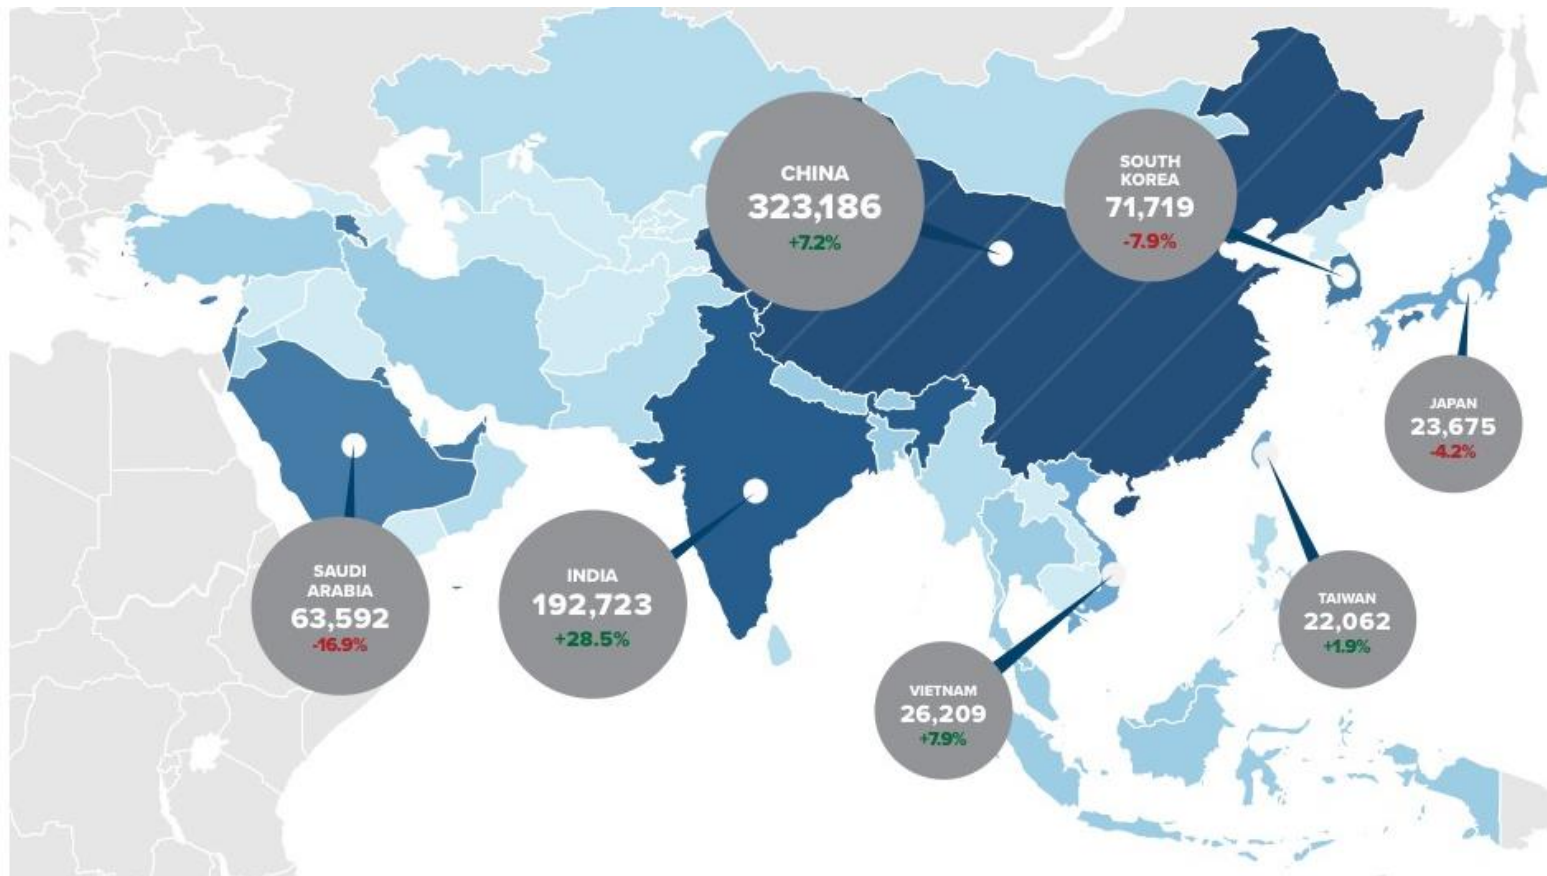 CHINA
323,186
+7.2%
SOUTH
KOREA
71,719
-7.9%
JAPAN
23,675
-4.2%
SAUDI
ARABIA
63,592
-16.9%
INDIA
192,723
+28.5%
TAIWAN
22,062
+1.9%
VIETNAM
26,209
+7.9%